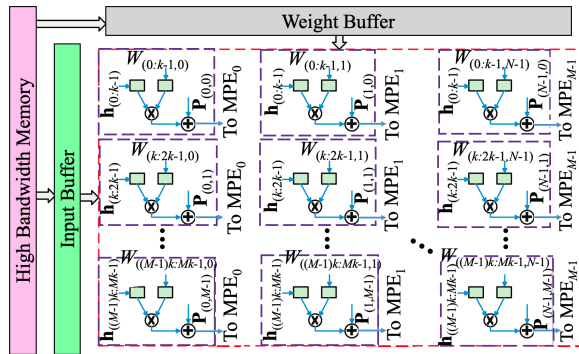 Weight Buffer
High Bandwidth Memory
Input Buffer
W(0:k-1,0)
h(0:k-1)
P(0,0)
To MPE0
W(0:k-1,1)
h(0:k-1)
P(1,0)
To MPE1
W(0:k-1,N-1)
h(0:k-1)
P(N-1,0)
To MPEM-1
W(k:2k-1,0)
h(k:2k-1)
P(0,1)
To MPE0
W(k:2k-1,1)
h(k:2k-1)
P(1,1)
To MPE1
W(k:2k-1,N-1)
h(k:2k-1)
P(N-1,1)
To MPEM-1
W((M-1)k:Mk-1,0)
h((M-1)k:Mk-1)
P(0,M-1)
To MPE0
W((M-1)k:Mk-1,1)
h((M-1)k:Mk-1)
P(1,M-1)
To MPE1
W((M-1)k:Mk-1,N-1)
h((M-1)k:Mk-1)
P(N-1,M-1)
To MPEM-1